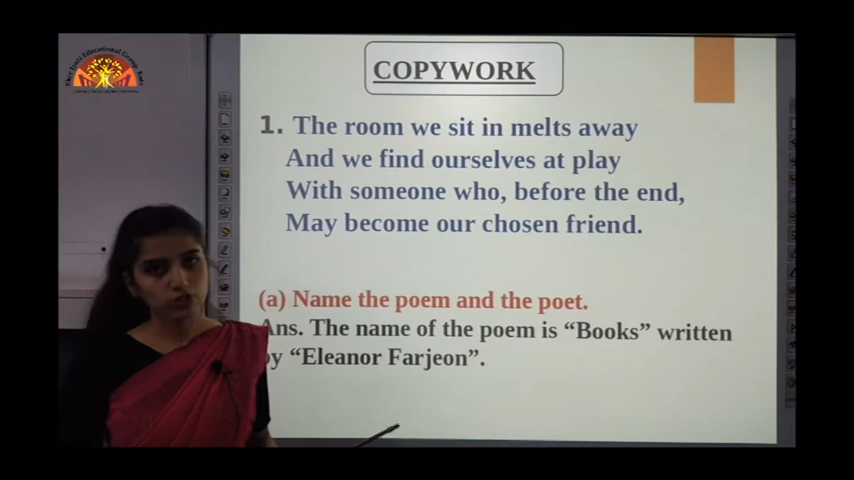 COPYWORK
1. The room we sit in melts away
And we find ourselves at play
With someone who, before the end,
May become our chosen friend.
(a) Name the poem and the poet.
Ans. The name of the poem is “Books” written
by “Eleanor Farjeon”.